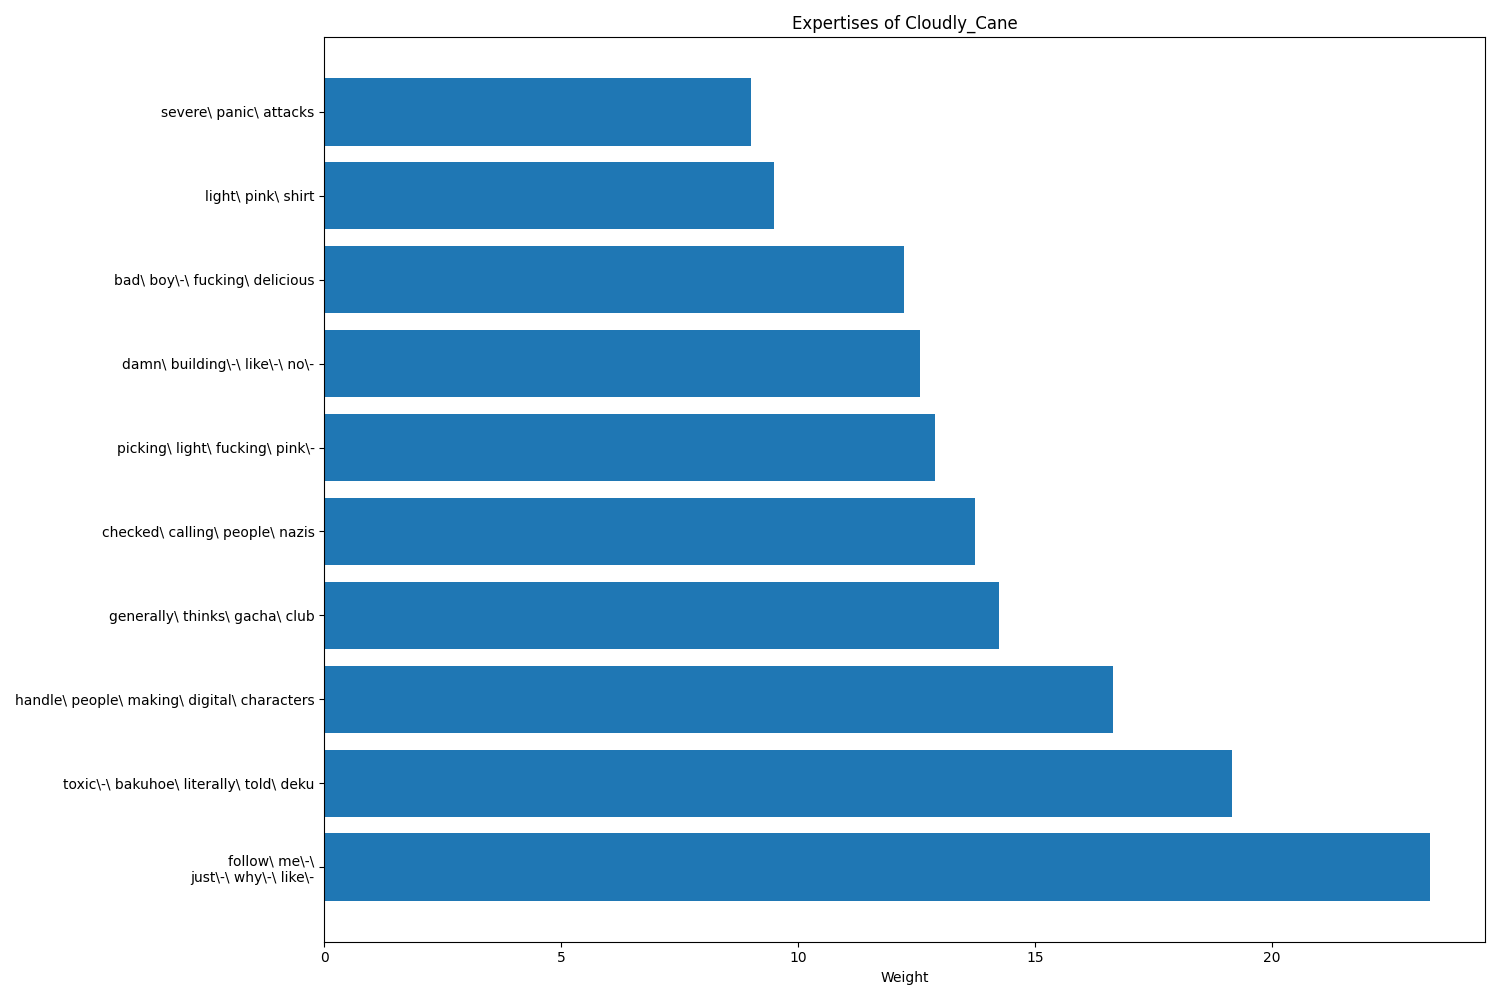 Expertises of Cloudly_Cane
severe\ panic\ attacks
light\ pink\ shirt
bad\ boy\-\ fucking\ delicious
damn\ building\-\ like\-\ no\-
picking\ light\ fucking\ pink\-
checked\ calling\ people\ nazis
generally\ thinks\ gacha\ club
handle\ people\ making\ digital\ characters
toxic\-\ bakuhoe\ literally\ told\ deku
follow\ me\-\
just\-\ why\-\ like\-
0 5 10 15 20
Weight